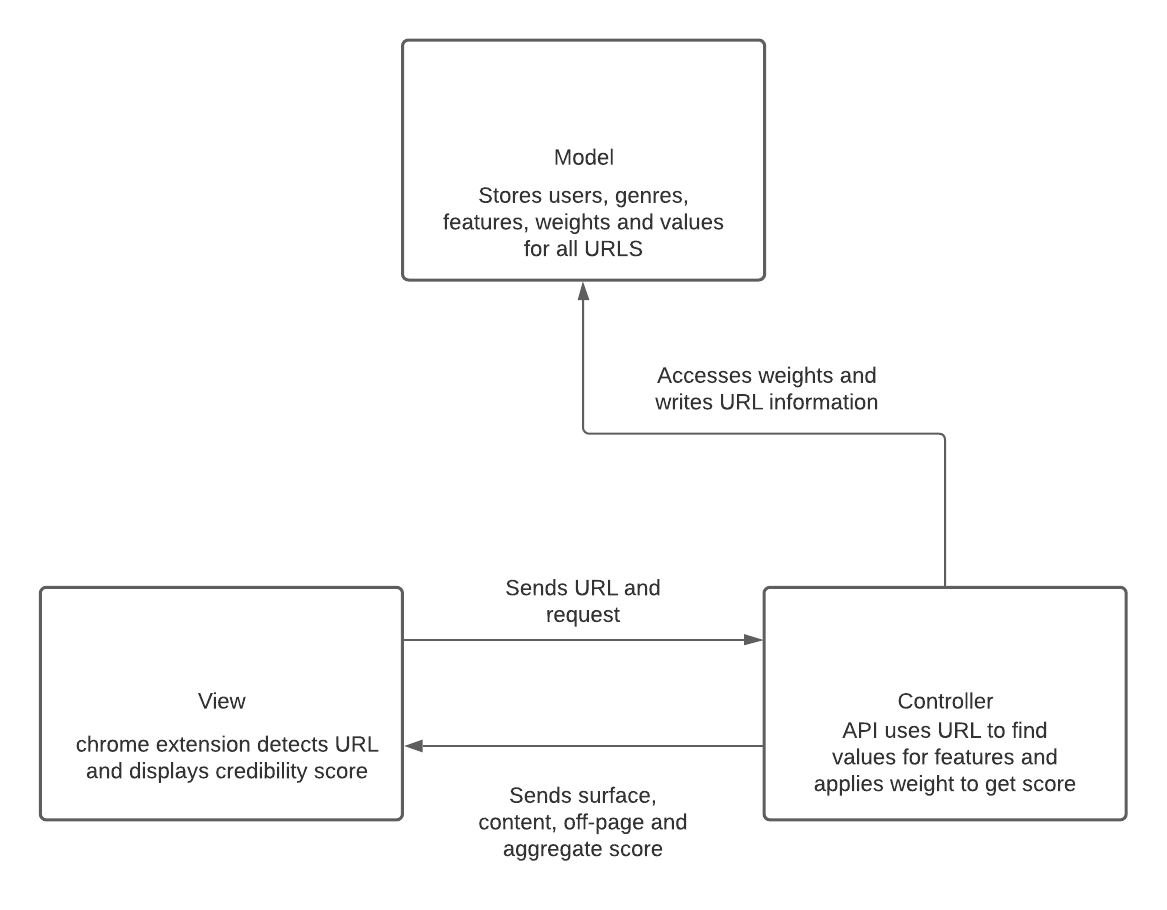 Model
Stores users, genres,
features, weights and values
for all URLS
Accesses weights and
writes URL information
Sends URL and
request
View
chrome extension detects URL
and displays credibility score
Controller
API uses URL to find
values for features and
applies weight to get score
Sends surface,
content, off-page and
aggregate score